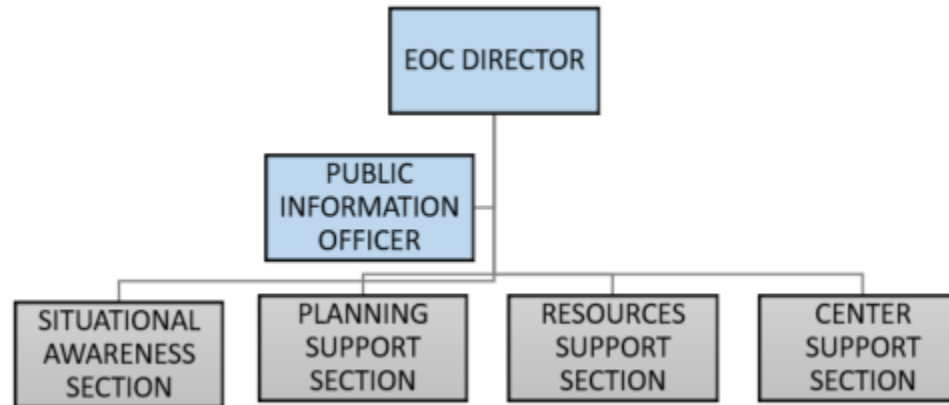 EOC DIRECTOR
PUBLIC
INFORMATION
OFFICER
SITUATIONAL
AWARENESS
SECTION
PLANNING
SUPPORT
SECTION
RESOURCES
SUPPORT
SECTION
CENTER
SUPPORT
SECTION